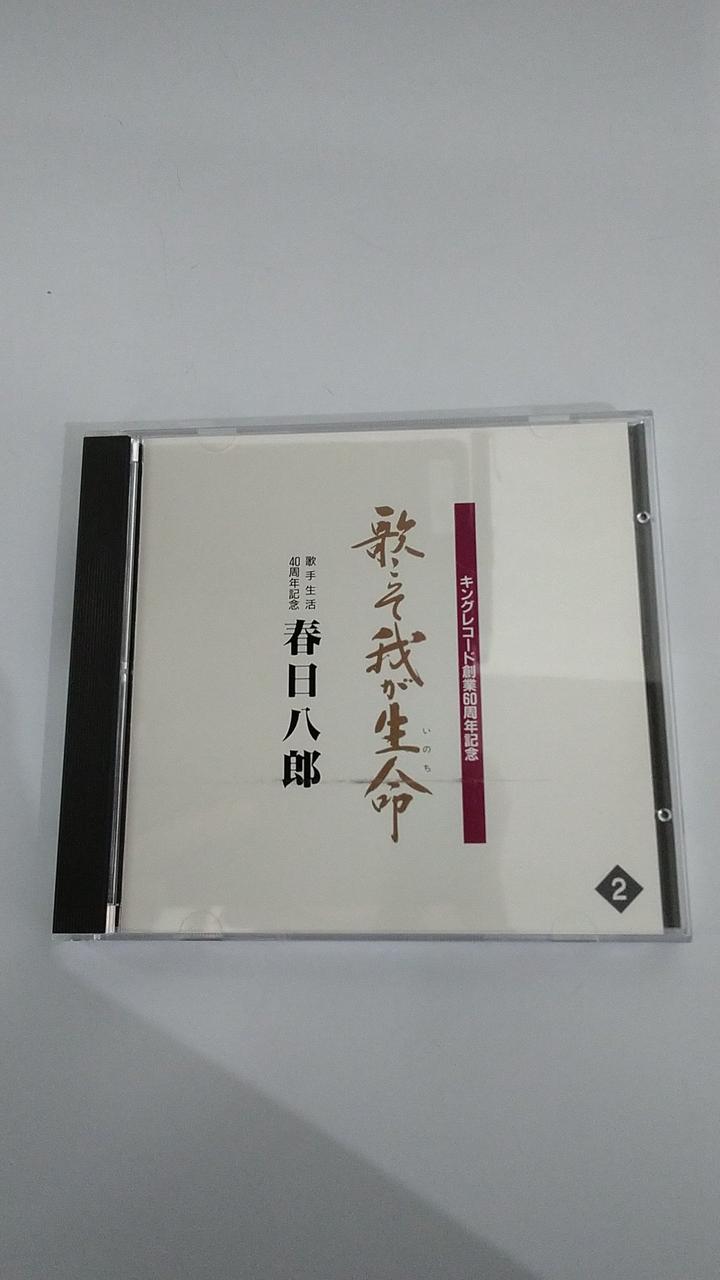 キングレコード創業60周年記念
歌こそ我が生命
いのち
歌手生活
40周年記念
春日八郎
2